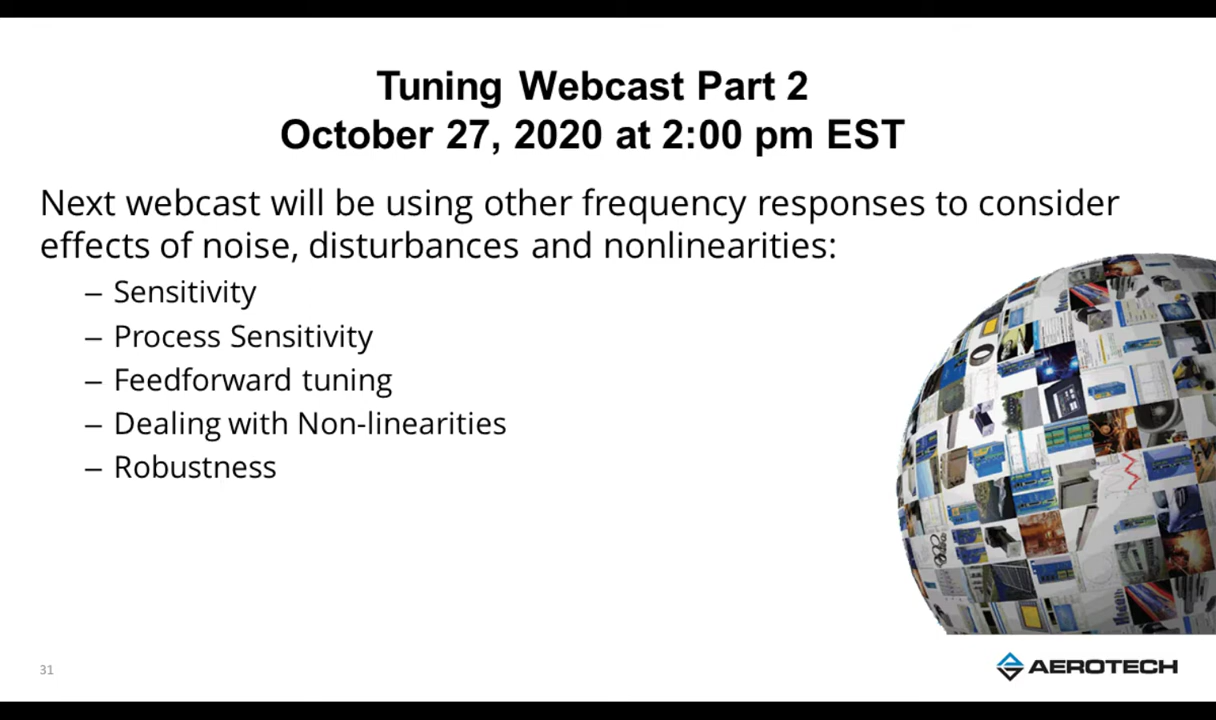 Tuning Webcast Part 2
October 27, 2020 at 2:00 pm EST
Next webcast will be using other frequency responses to consider
effects of noise, disturbances and nonlinearities:
– Sensitivity
– Process Sensitivity
– Feedforward tuning
– Dealing with Non-linearities
– Robustness
31
AEROTECH